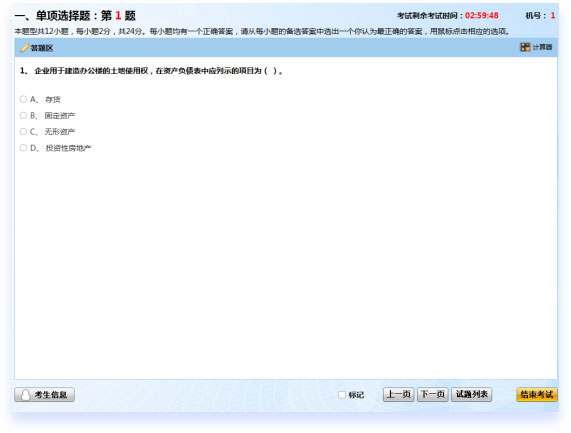 一、单项选择题：第 1 题
考试剩余考试时间：02:59:48 机号： 1
本题型共12小题，每小题2分，共24分。每小题均有一个正确答案，请从每小题的备选答案中选出一个你认为最正确的答案，用鼠标点击相应的选项。
答题区 计算器
1、 企业用于建造办公楼的土地使用权，在资产负债表中应列示的项目为（ ）。
A、 存货
B、 固定资产
C、 无形资产
D、 投资性房地产
考生信息 标记 上一页 下一页 试题列表 结束考试